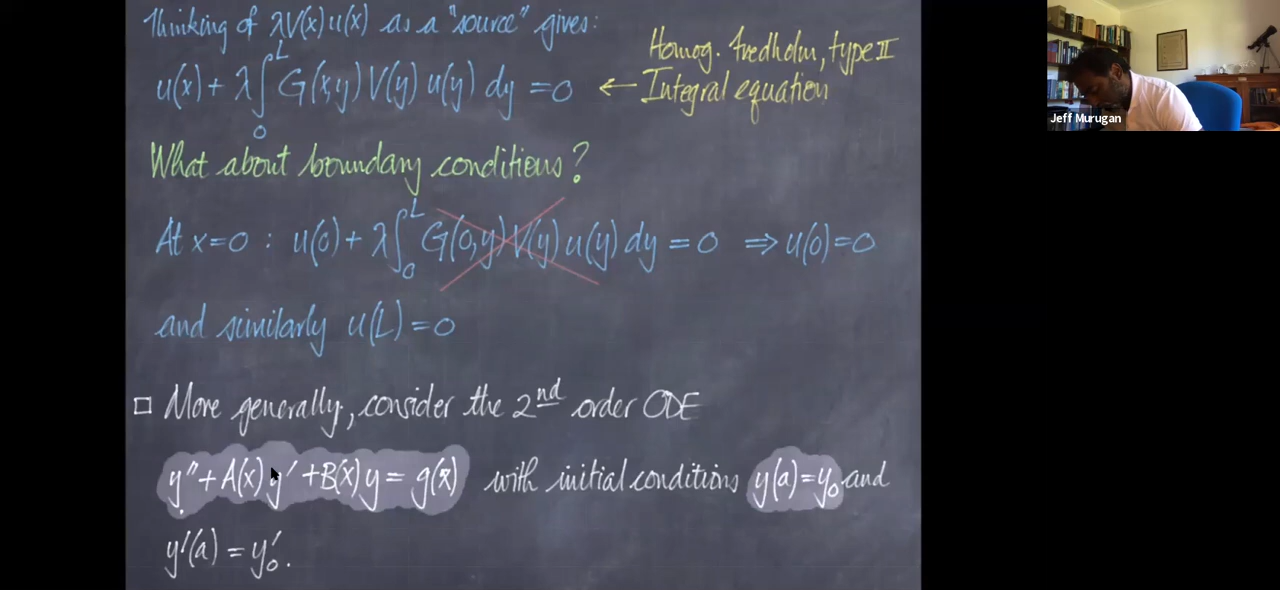 Thinking of λV(x)u(x) as a "source" gives:
u(x) + λ∫₀ᴸ G(x,y) V(y) u(y) dy = 0 ← Homog. Fredholm, type II Integral equation
What about boundary conditions?
At x=0 : u(0) + λ∫₀ᴸ G(0,y) V(y) u(y) dy = 0 ⇒ u(0)=0
and similarly u(L)=0
□ More generally, consider the 2nd order ODE
y″ + A(x) y′ + B(x) y = g(x) with initial conditions y(a)=y₀ and
y′(a) = y₀′.
Jeff Murugan